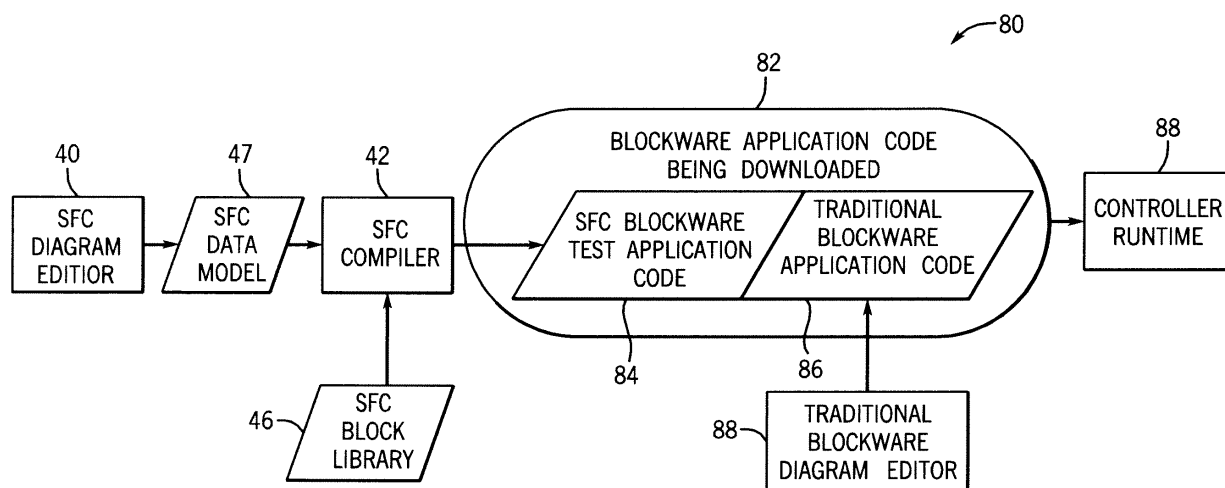 80
82
BLOCKWARE APPLICATION CODE
BEING DOWNLOADED
40
47
42
88
SFC
DIAGRAM
EDITIOR
SFC
DATA
MODEL
SFC
COMPILER
SFC BLOCKWARE
TEST APPLICATION
CODE
TRADITIONAL
BLOCKWARE
APPLICATION CODE
CONTROLLER
RUNTIME
84
86
46
SFC
BLOCK
LIBRARY
88
TRADITIONAL
BLOCKWARE
DIAGRAM EDITOR